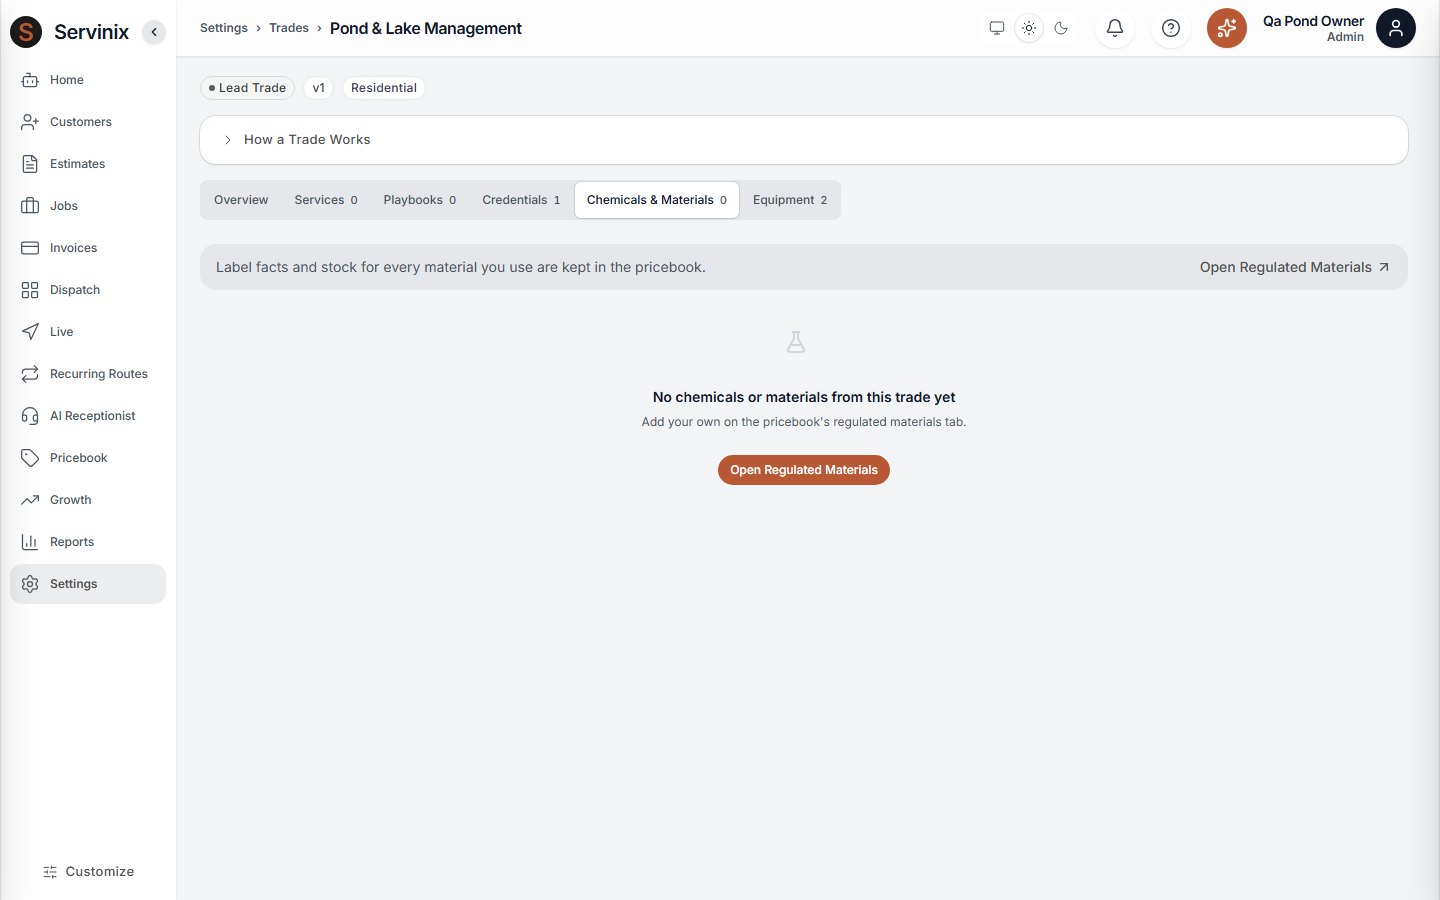 S Servinix
Settings › Trades › Pond & Lake Management
Qa Pond Owner
Admin
Home
Customers
Estimates
Jobs
Invoices
Dispatch
Live
Recurring Routes
AI Receptionist
Pricebook
Growth
Reports
Settings
Customize
Lead Trade v1 Residential
How a Trade Works
Overview Services 0 Playbooks 0 Credentials 1 Chemicals & Materials 0 Equipment 2
Label facts and stock for every material you use are kept in the pricebook. Open Regulated Materials
No chemicals or materials from this trade yet
Add your own on the pricebook's regulated materials tab.
Open Regulated Materials